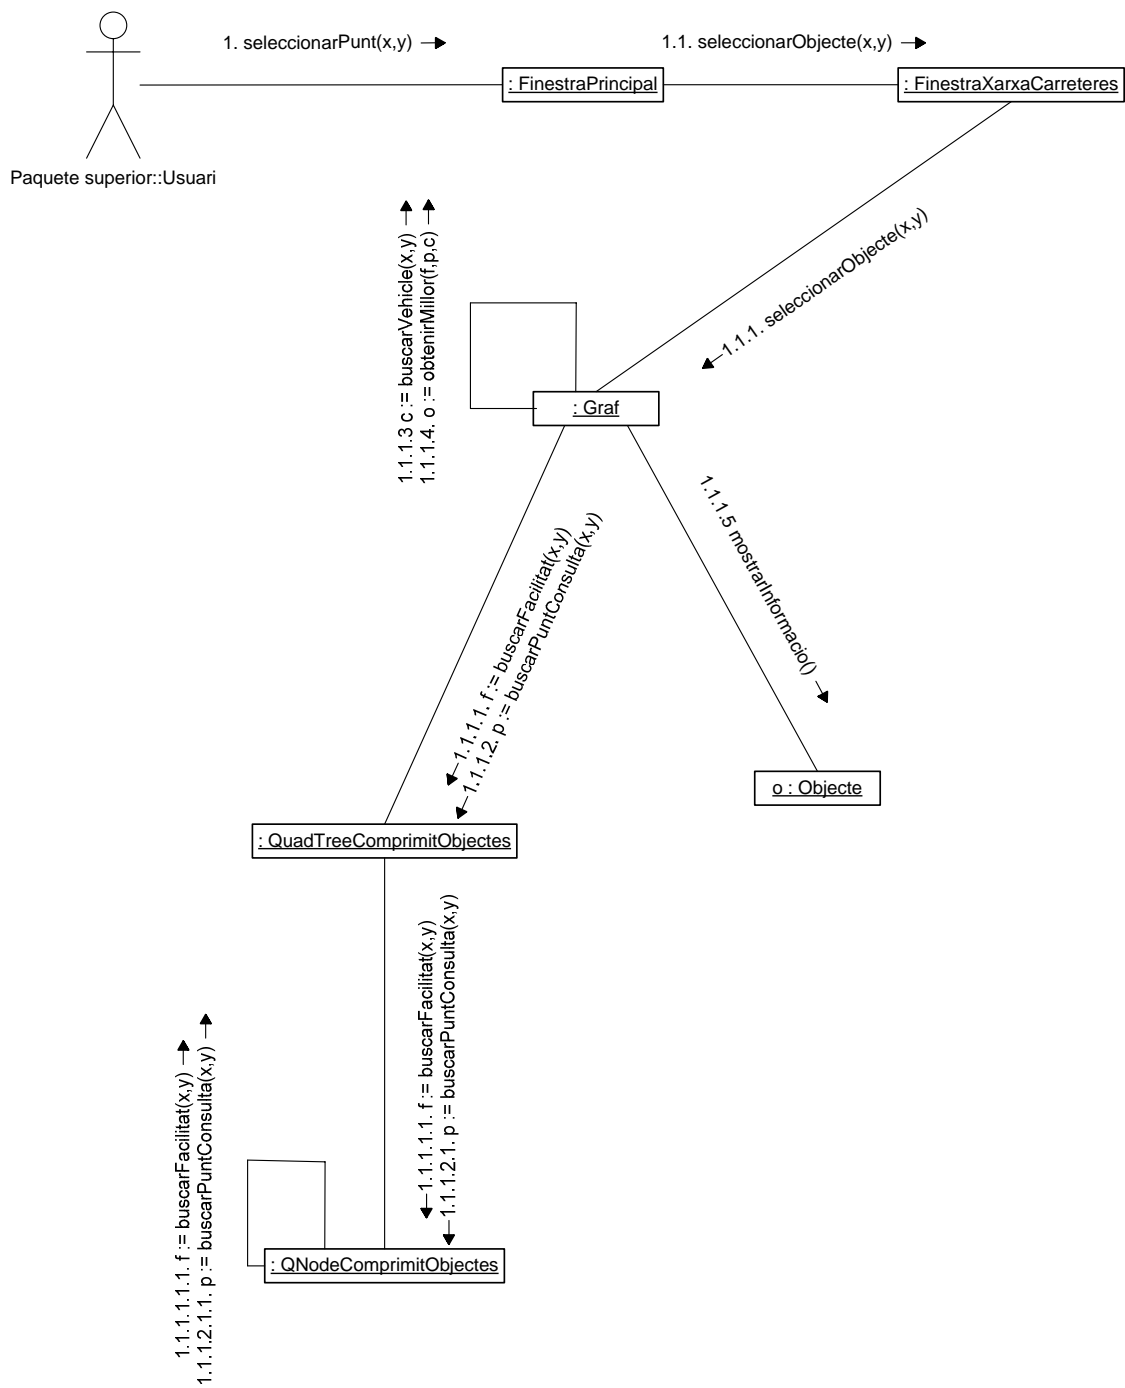 1. seleccionarPunt(x,y)
1.1. seleccionarObjecte(x,y)
: FinestraPrincipal
: FinestraXarxaCarreteres
Paquete superior::Usuari
1.1.1. seleccionarObjecte(x,y)
1.1.1.3 c := buscarVehicle(x,y)
1.1.1.4. o := obtenirMillor(f,p,c)
: Graf
1.1.1.5 mostrarInformacio()
1.1.1.1. f := buscarFacilitat(x,y)
1.1.1.2. p := buscarPuntConsulta(x,y)
o : Objecte
: QuadTreeComprimitObjectes
1.1.1.1.1. f := buscarFacilitat(x,y)
1.1.1.2.1. p := buscarPuntConsulta(x,y)
1.1.1.1.1.1. f := buscarFacilitat(x,y)
1.1.1.2.1.1. p := buscarPuntConsulta(x,y)
: QNodeComprimitObjectes